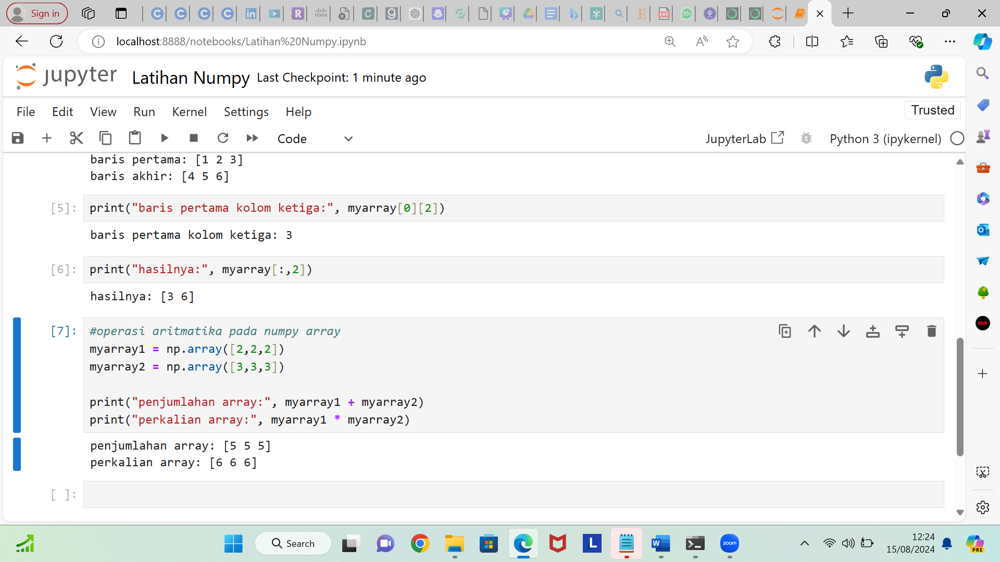 Sign in
localhost:8888/notebooks/Latihan%20Numpy.ipynb
jupyter Latihan Numpy Last Checkpoint: 1 minute ago
File Edit View Run Kernel Settings Help Trusted
Code JupyterLab Python 3 (ipykernel)
baris pertama: [1 2 3]
baris akhir: [4 5 6]
[5]: print("baris pertama kolom ketiga:", myarray[0][2])
baris pertama kolom ketiga: 3
[6]: print("hasilnya:", myarray[:,2])
hasilnya: [3 6]
[7]: #operasi aritmatika pada numpy array
myarray1 = np.array([2,2,2])
myarray2 = np.array([3,3,3])
print("penjumlahan array:", myarray1 + myarray2)
print("perkalian array:", myarray1 * myarray2)
penjumlahan array: [5 5 5]
perkalian array: [6 6 6]
[ ]:
Search
zoom
12:24
15/08/2024
PRE